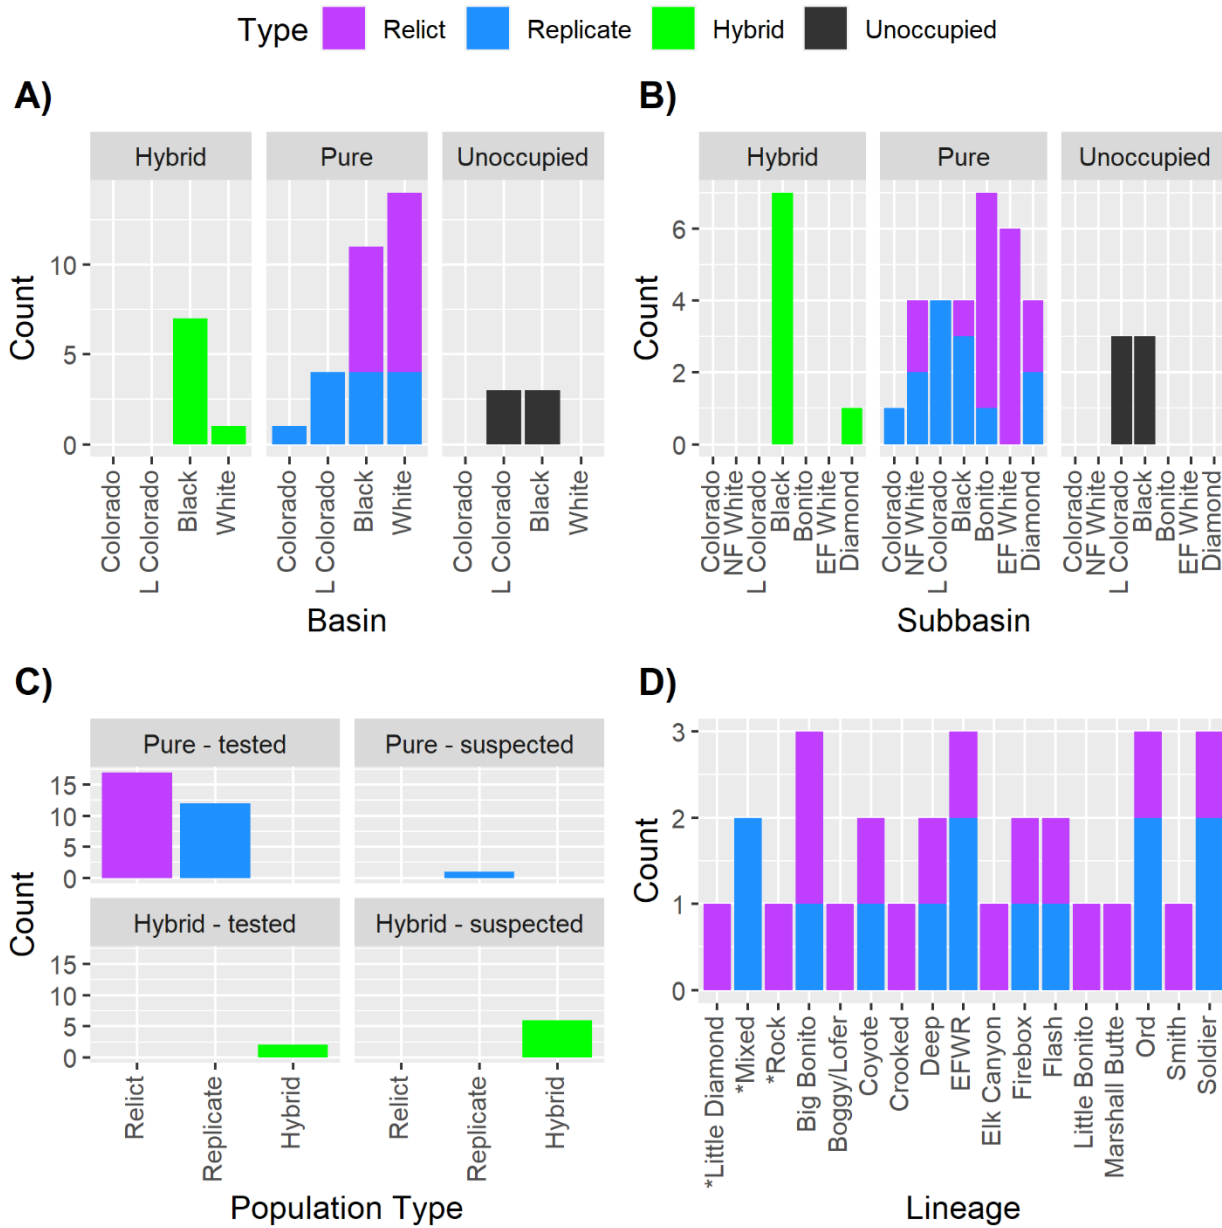 Type Relict Replicate Hybrid Unoccupied
A)
Hybrid Pure Unoccupied
Count
10
5
0
Colorado L Colorado Black White Colorado L Colorado Black White Colorado L Colorado Black White
Basin
B)
Hybrid Pure Unoccupied
Count
6
4
2
0
Colorado NF White L Colorado Black Bonito EF White Diamond Colorado NF White L Colorado Black Bonito EF White Diamond Colorado NF White L Colorado Black Bonito EF White Diamond
Subbasin
C)
Pure - tested Pure - suspected
15
10
5
0
Count
Hybrid - tested Hybrid - suspected
15
10
5
0
Relict Replicate Hybrid Relict Replicate Hybrid
Population Type
D)
Count
3
2
1
0
*Little Diamond *Mixed *Rock Big Bonito Boggy/Lofer Coyote Crooked Deep EFWR Elk Canyon Firebox Flash Little Bonito Marshall Butte Ord Smith Soldier
Lineage